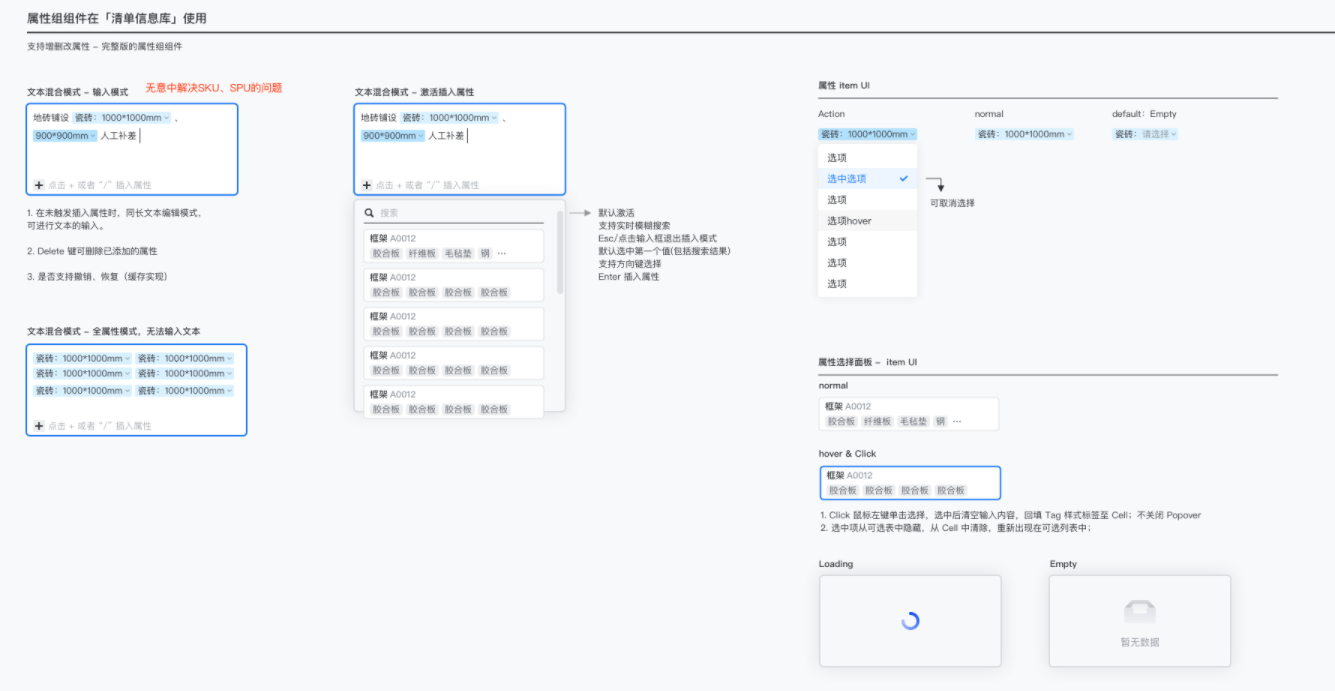 属性组组件在「清单信息库」使用
支持增删改属性 – 完整版的属性组组件
文本混合模式 – 输入模式
无意中解决SKU、SPU的问题
地砖铺设 瓷砖：1000*1000mm 、
900*900mm 人工补差
点击 + 或者 “/” 插入属性
1. 在未触发插入属性时，同长文本编辑模式，
可进行文本的输入。
2. Delete 键可删除已添加的属性
3. 是否支持撤销、恢复（缓存实现）
文本混合模式 – 全属性模式，无法输入文本
瓷砖：1000*1000mm 瓷砖：1000*1000mm
瓷砖：1000*1000mm 瓷砖：1000*1000mm
瓷砖：1000*1000mm 瓷砖：1000*1000mm
点击 + 或者 “/” 插入属性
文本混合模式 – 激活插入属性
地砖铺设 瓷砖：1000*1000mm 、
900*900mm 人工补差
点击 + 或者 “/” 插入属性
搜索
框架 A0012
胶合板 纤维板 毛毡垫 钢 ···
框架 A0012
胶合板 胶合板 胶合板 胶合板
框架 A0012
胶合板 胶合板 胶合板 胶合板
框架 A0012
胶合板 胶合板 胶合板 胶合板
框架 A0012
胶合板 胶合板 胶合板 胶合板
默认激活
支持实时模糊搜索
Esc/点击输入框退出插入模式
默认选中第一个值(包括搜索结果)
支持方向键选择
Enter 插入属性
属性 item UI
Action
瓷砖：1000*1000mm
选项
选中选项
选项
选项hover
选项
选项
选项
可取消选择
normal
瓷砖：1000*1000mm
default：Empty
瓷砖：请选择
属性选择面板 – item UI
normal
框架 A0012
胶合板 纤维板 毛毡垫 钢 ···
hover & Click
框架 A0012
胶合板 胶合板 胶合板 胶合板
1. Click 鼠标左键单击选择，选中后清空输入内容，回填 Tag 样式标签至 Cell；不关闭 Popover
2. 选中项从可选表中隐藏，从 Cell 中清除，重新出现在可选列表中；
Loading
Empty
暂无数据